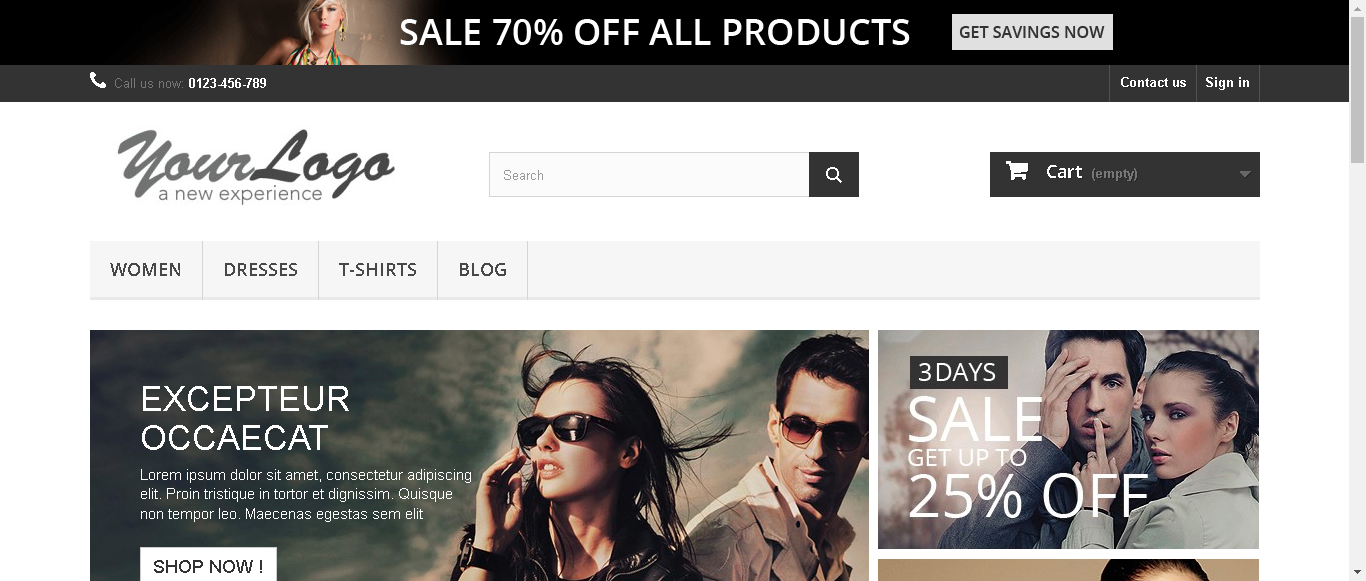 SALE 70% OFF ALL PRODUCTS GET SAVINGS NOW
Call us now: 0123-456-789 Contact us Sign in
YourLogo
a new experience
Search
Cart (empty)
WOMEN DRESSES T-SHIRTS BLOG
EXCEPTEUR
OCCAECAT
Lorem ipsum dolor sit amet, consectetur adipiscing
elit. Proin tristique in tortor et dignissim. Quisque
non tempor leo. Maecenas egestas sem elit
SHOP NOW !
3 DAYS
SALE
GET UP TO
25% OFF